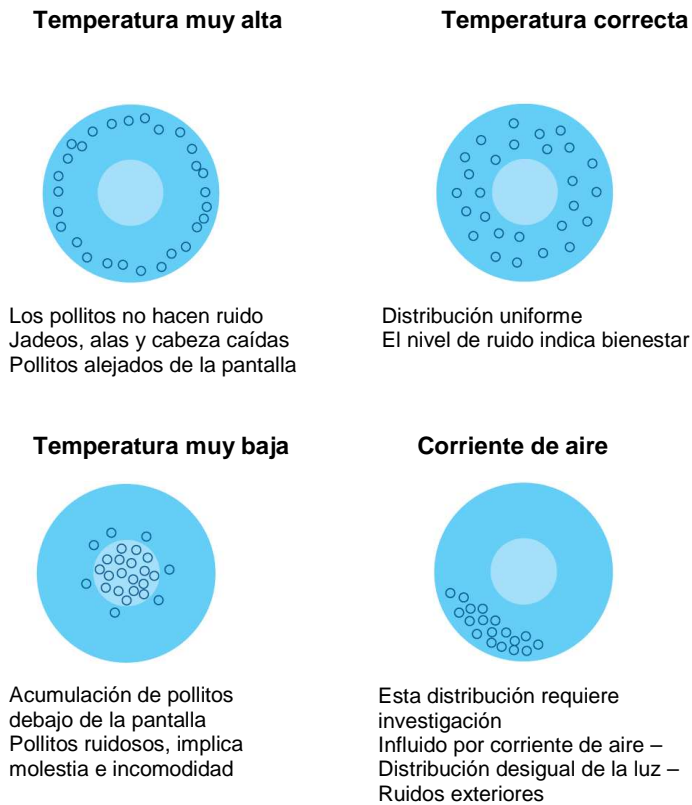 Temperatura muy alta
Temperatura correcta
Los pollitos no hacen ruido
Jadeos, alas y cabeza caídas
Pollitos alejados de la pantalla
Distribución uniforme
El nivel de ruido indica bienestar
Temperatura muy baja
Corriente de aire
Acumulación de pollitos
debajo de la pantalla
Pollitos ruidosos, implica
molestia e incomodidad
Esta distribución requiere
investigación
Influido por corriente de aire –
Distribución desigual de la luz –
Ruidos exteriores